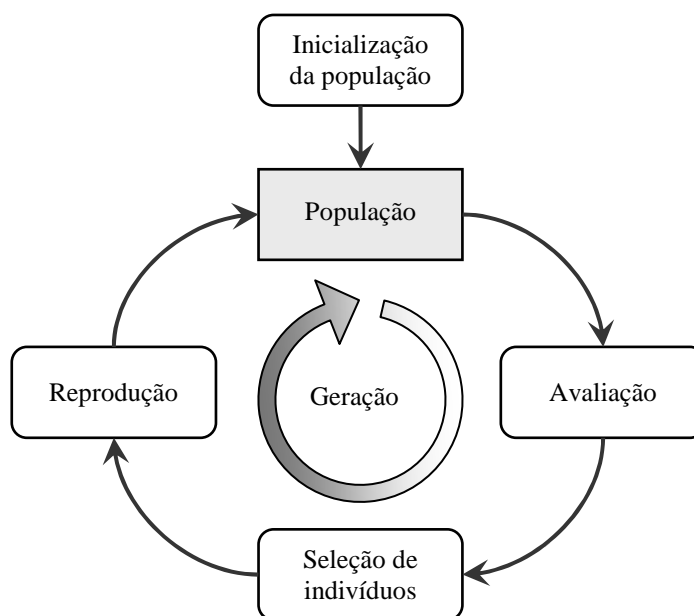 Inicialização
da população
População
Reprodução
Geração
Avaliação
Seleção de
indivíduos